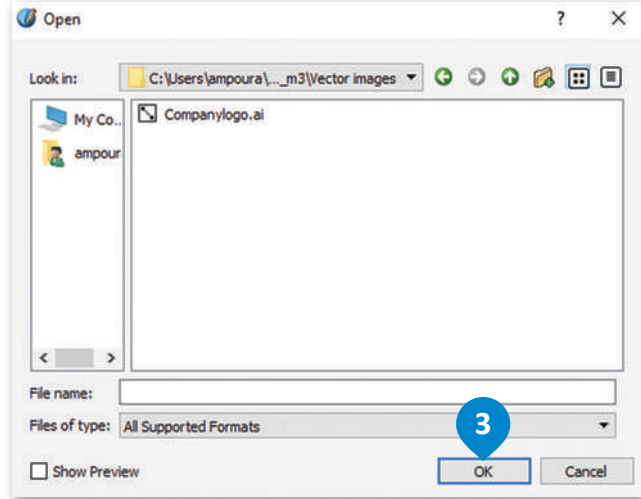 Open
?
Look in:
C:\Users\ampoura\..._m3\Vector images
My Co..
ampour
Companylogo.ai
File name:
Files of type:
All Supported Formats
3
Show Preview
OK
Cancel